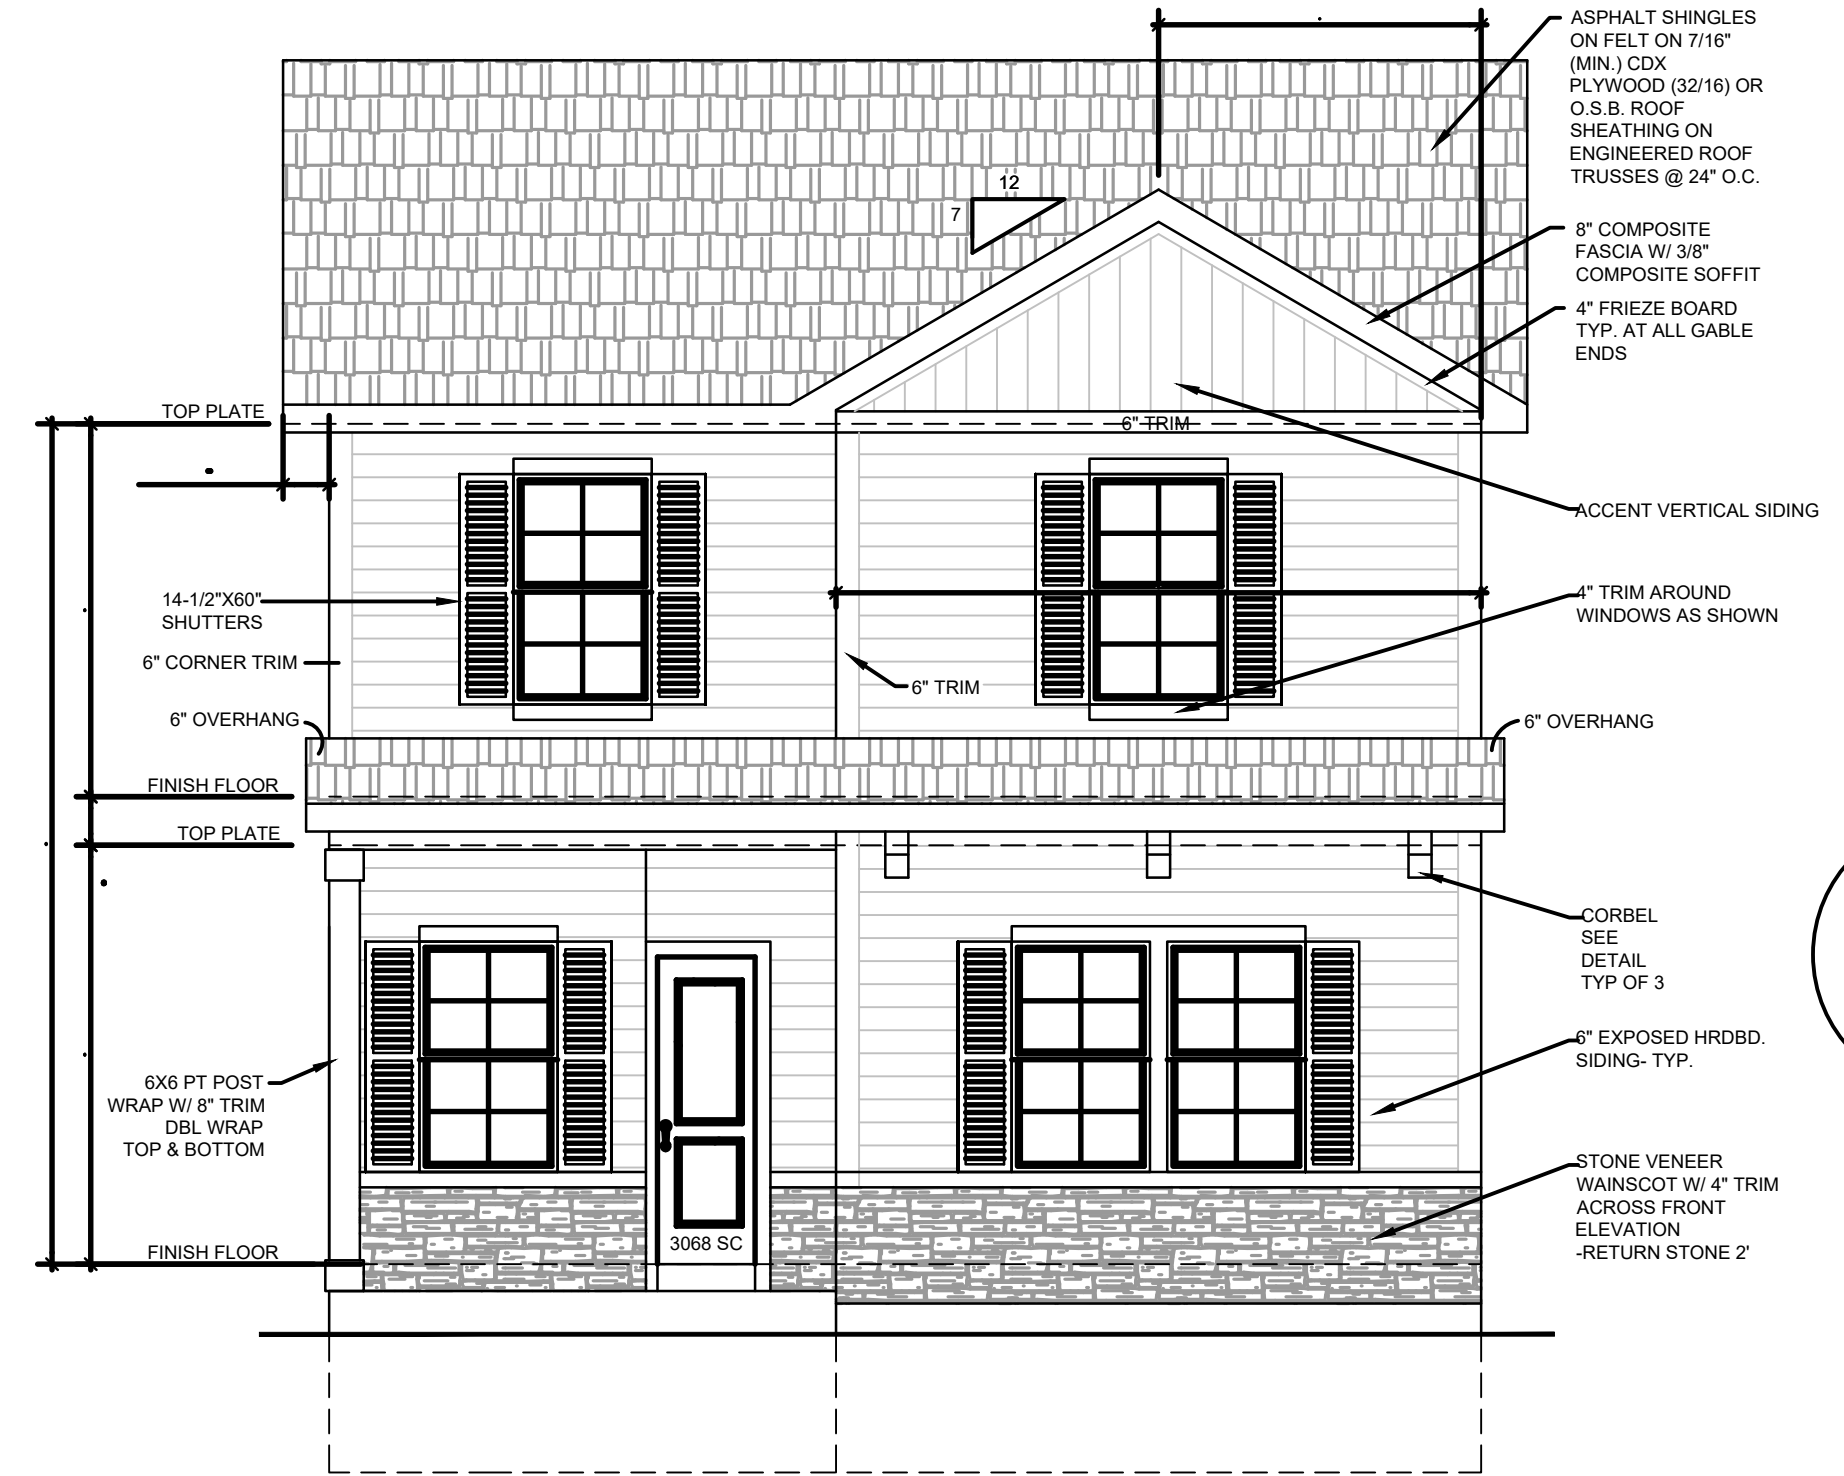 ASPHALT SHINGLES
ON FELT ON 7/16"
(MIN.) CDX
PLYWOOD (32/16) OR
O.S.B. ROOF
SHEATHING ON
ENGINEERED ROOF
TRUSSES @ 24" O.C.
12
7
8" COMPOSITE
FASCIA W/ 3/8"
COMPOSITE SOFFIT
4" FRIEZE BOARD
TYP. AT ALL GABLE
ENDS
TOP PLATE
6" TRIM
ACCENT VERTICAL SIDING
14-1/2"X60"
SHUTTERS
4" TRIM AROUND
WINDOWS AS SHOWN
6" CORNER TRIM
6" TRIM
6" OVERHANG
6" OVERHANG
FINISH FLOOR
TOP PLATE
CORBEL
SEE
DETAIL
TYP OF 3
6" EXPOSED HRDBD.
SIDING- TYP.
6X6 PT POST
WRAP W/ 8" TRIM
DBL WRAP
TOP & BOTTOM
STONE VENEER
WAINSCOT W/ 4" TRIM
ACROSS FRONT
ELEVATION
-RETURN STONE 2'
3068 SC
FINISH FLOOR